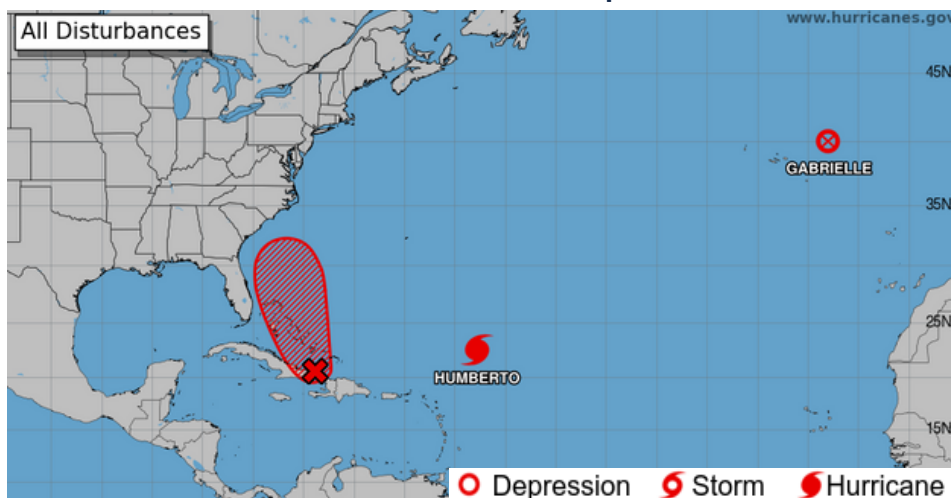 www.hurricanes.gov
All Disturbances
45N
GABRIELLE
35N
25N
HUMBERTO
15N
Depression Storm Hurricane